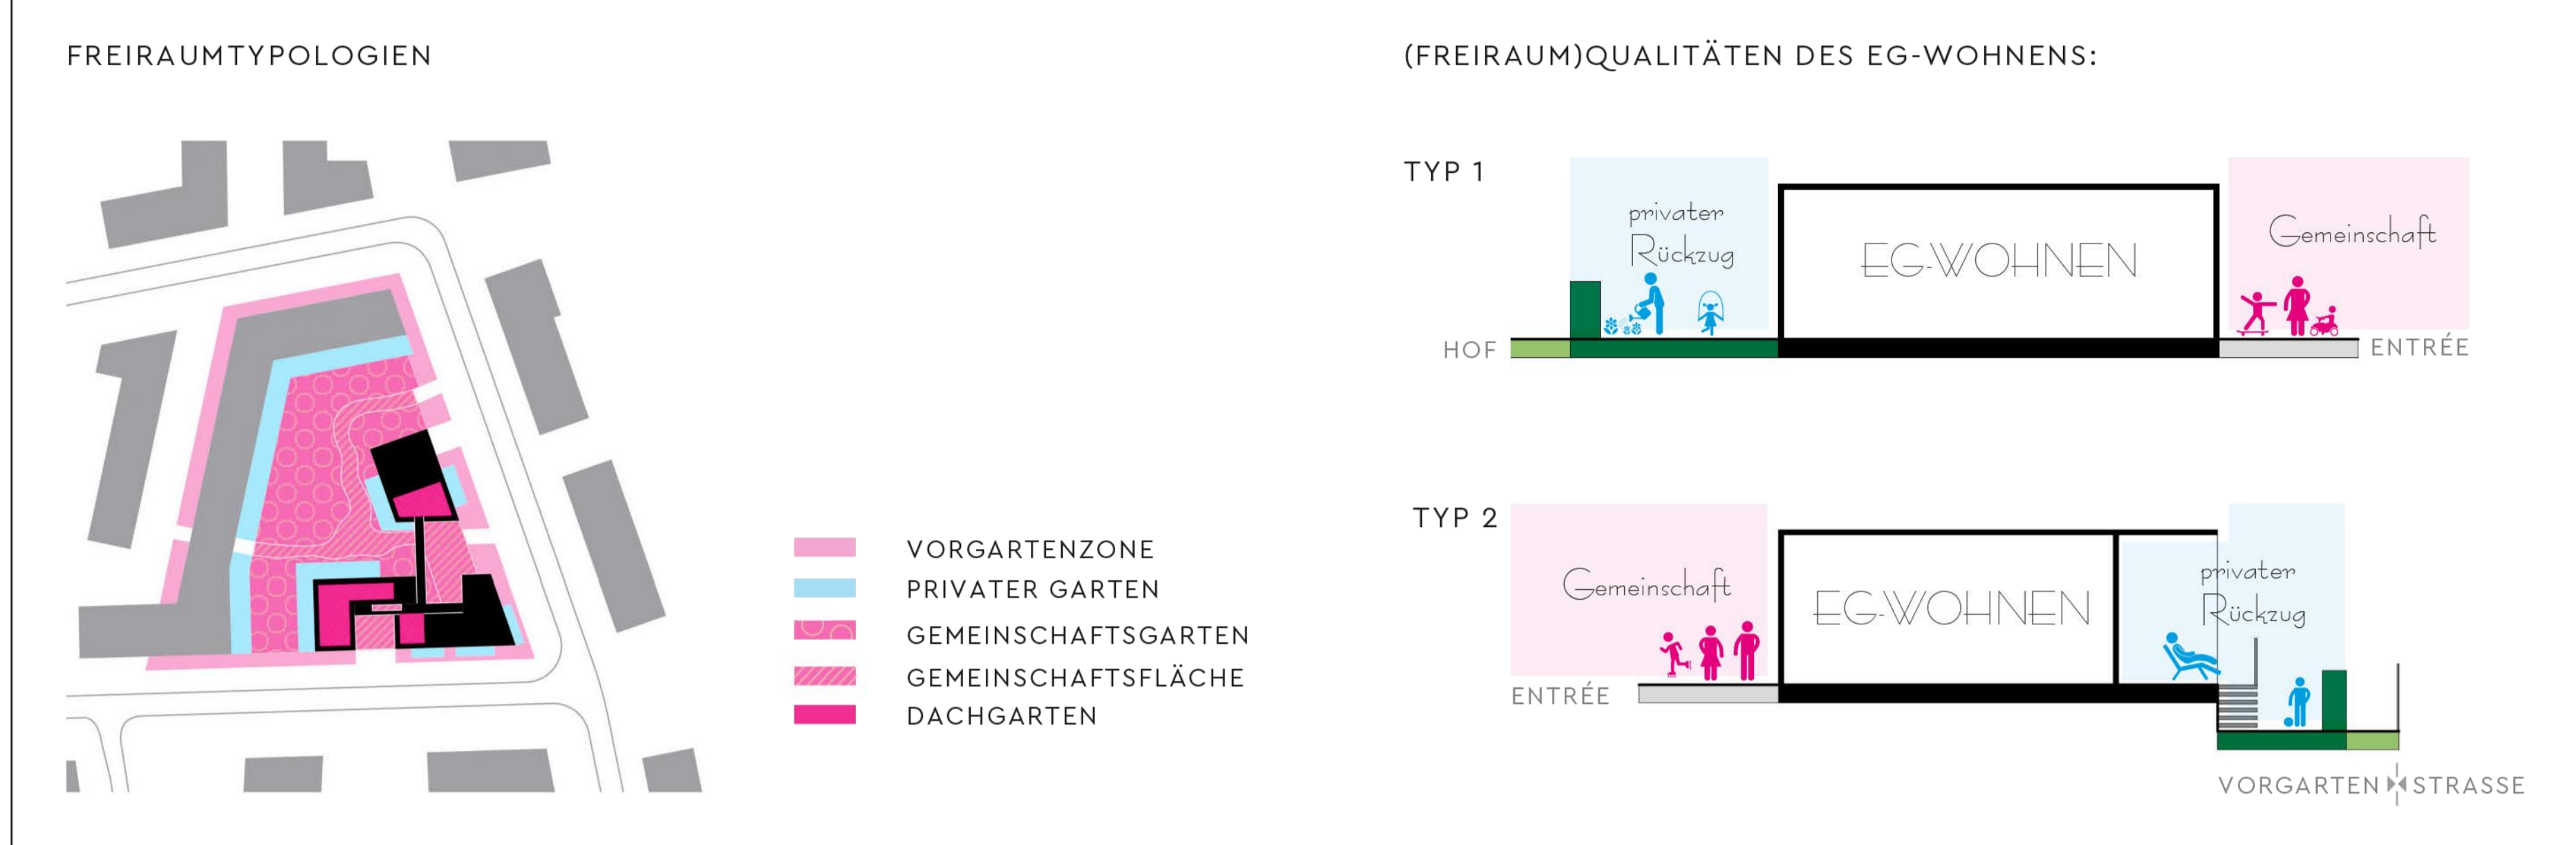 FREIRAUMTYPOLOGIEN
VORGARTENZONE
PRIVATER GARTEN
GEMEINSCHAFTSGARTEN
GEMEINSCHAFTSFLÄCHE
DACHGARTEN
(FREIRAUM)QUALITÄTEN DES EG-WOHNENS:
TYP 1
privater
Rückzug
EG-WOHNEN
Gemeinschaft
HOF
ENTRÉE
TYP 2
Gemeinschaft
EG-WOHNEN
privater
Rückzug
ENTRÉE
VORGARTEN STRASSE